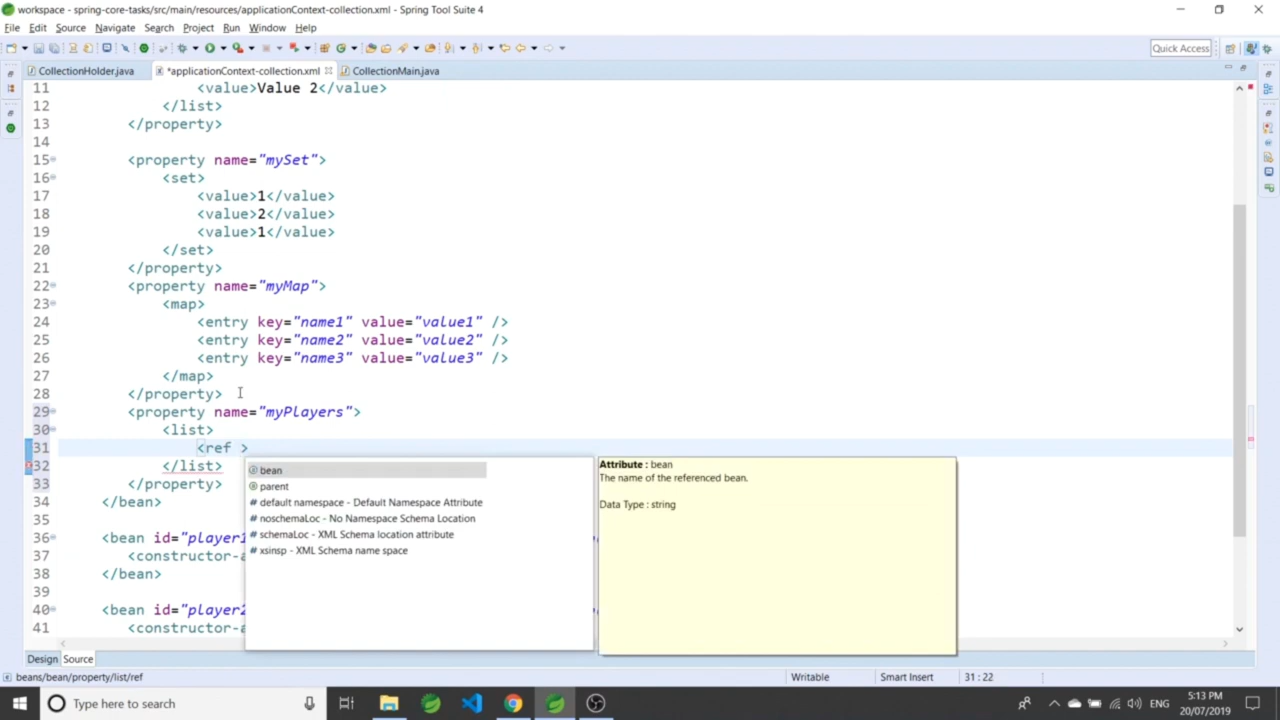 workspace - spring-core-tasks/src/main/resources/applicationContext-collection.xml - Spring Tool Suite 4
File Edit Source Navigate Search Project Run Window Help
Quick Access
CollectionHolder.java *applicationContext-collection.xml CollectionMain.java
11 <value>Value 2</value>
12 </list>
13 </property>
14
15 <property name="mySet">
16 <set>
17 <value>1</value>
18 <value>2</value>
19 <value>1</value>
20 </set>
21 </property>
22 <property name="myMap">
23 <map>
24 <entry key="name1" value="value1" />
25 <entry key="name2" value="value2" />
26 <entry key="name3" value="value3" />
27 </map>
28 </property>
29 <property name="myPlayers">
30 <list>
31 <ref >
32 </list>
33 </property>
34 </bean>
35
36 <bean id="player1
37 <constructor-a
38 </bean>
39
40 <bean id="player2
41 <constructor-a
bean
parent
# default namespace - Default Namespace Attribute
# noschemaLoc - No Namespace Schema Location
# schemaLoc - XML Schema location attribute
# xsinsp - XML Schema name space
Attribute : bean
The name of the referenced bean.
Data Type : string
Design Source
beans/bean/property/list/ref Writable Smart Insert 31 : 22
Type here to search
ENG
5:13 PM
20/07/2019